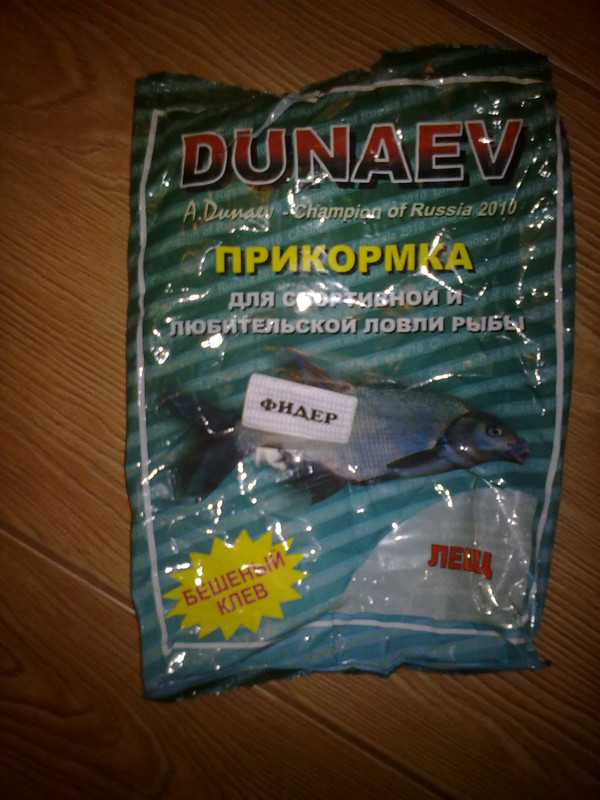 DUNAEV
A.Dunaev - Champion of Russia 2010
ПРИКОРМКА
ДЛЯ СПОРТИВНОЙ И
ЛЮБИТЕЛЬСКОЙ ЛОВЛИ РЫБЫ
ФИДЕР
ЛЕЩ
БЕШЕНЫЙ
КЛЕВ